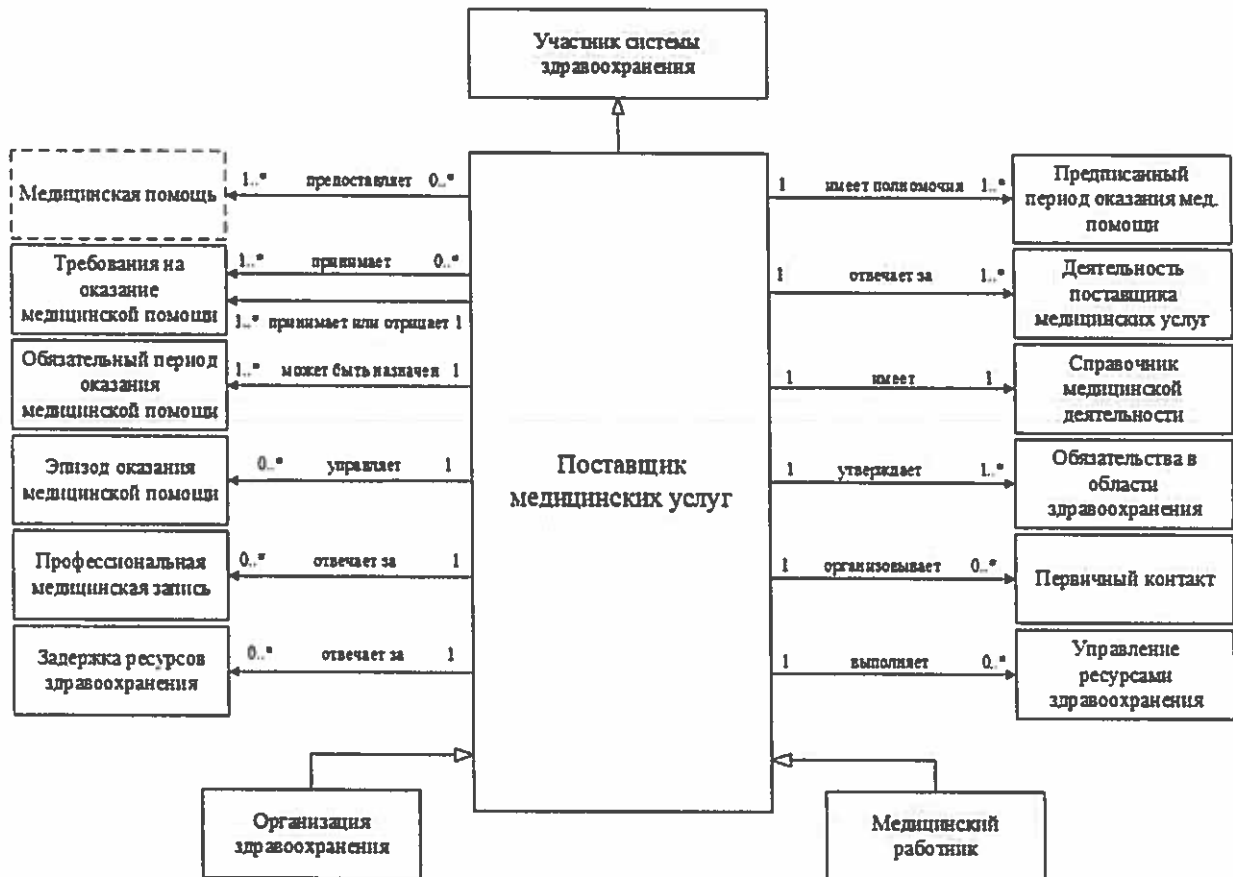 Участник системы
здравоохранения
Медицинская помощь
1..* предоставляет 0..*
Требования на
оказание
медицинской помощи
1..* принимает 0..*
1..* принимает или отрицает 1
Обязательный период
оказания
медицинской помощи
1..* может быть назначен 1
Эпизод оказания
медицинской помощи
0..* управляет 1
Профессиональная
медицинская запись
0..* отвечает за 1
Задержка ресурсов
здравоохранения
0..* отвечает за 1
Поставщик
медицинских услуг
1 имеет полномочия 1..*
Предписанный
период оказания мед.
помощи
1 отвечает за 1..*
Деятельность
поставщика
медицинских услуг
1 имеет 1
Справочник
медицинской
деятельности
1 утверждает 1..*
Обязательства в
области
здравоохранения
1 организовывает 0..*
Первичный контакт
1 выполняет 0..*
Управление
ресурсами
здравоохранения
Организация
здравоохранения
Медицинский
работник